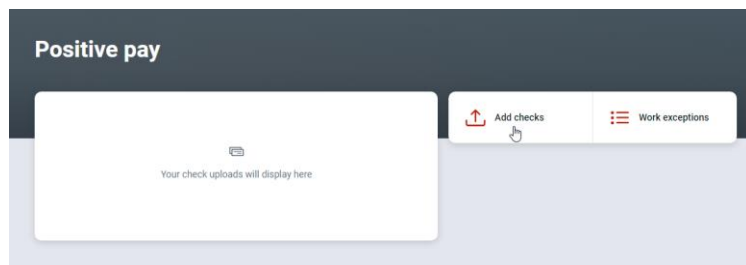 Positive pay
Add checks
Work exceptions
Your check uploads will display here